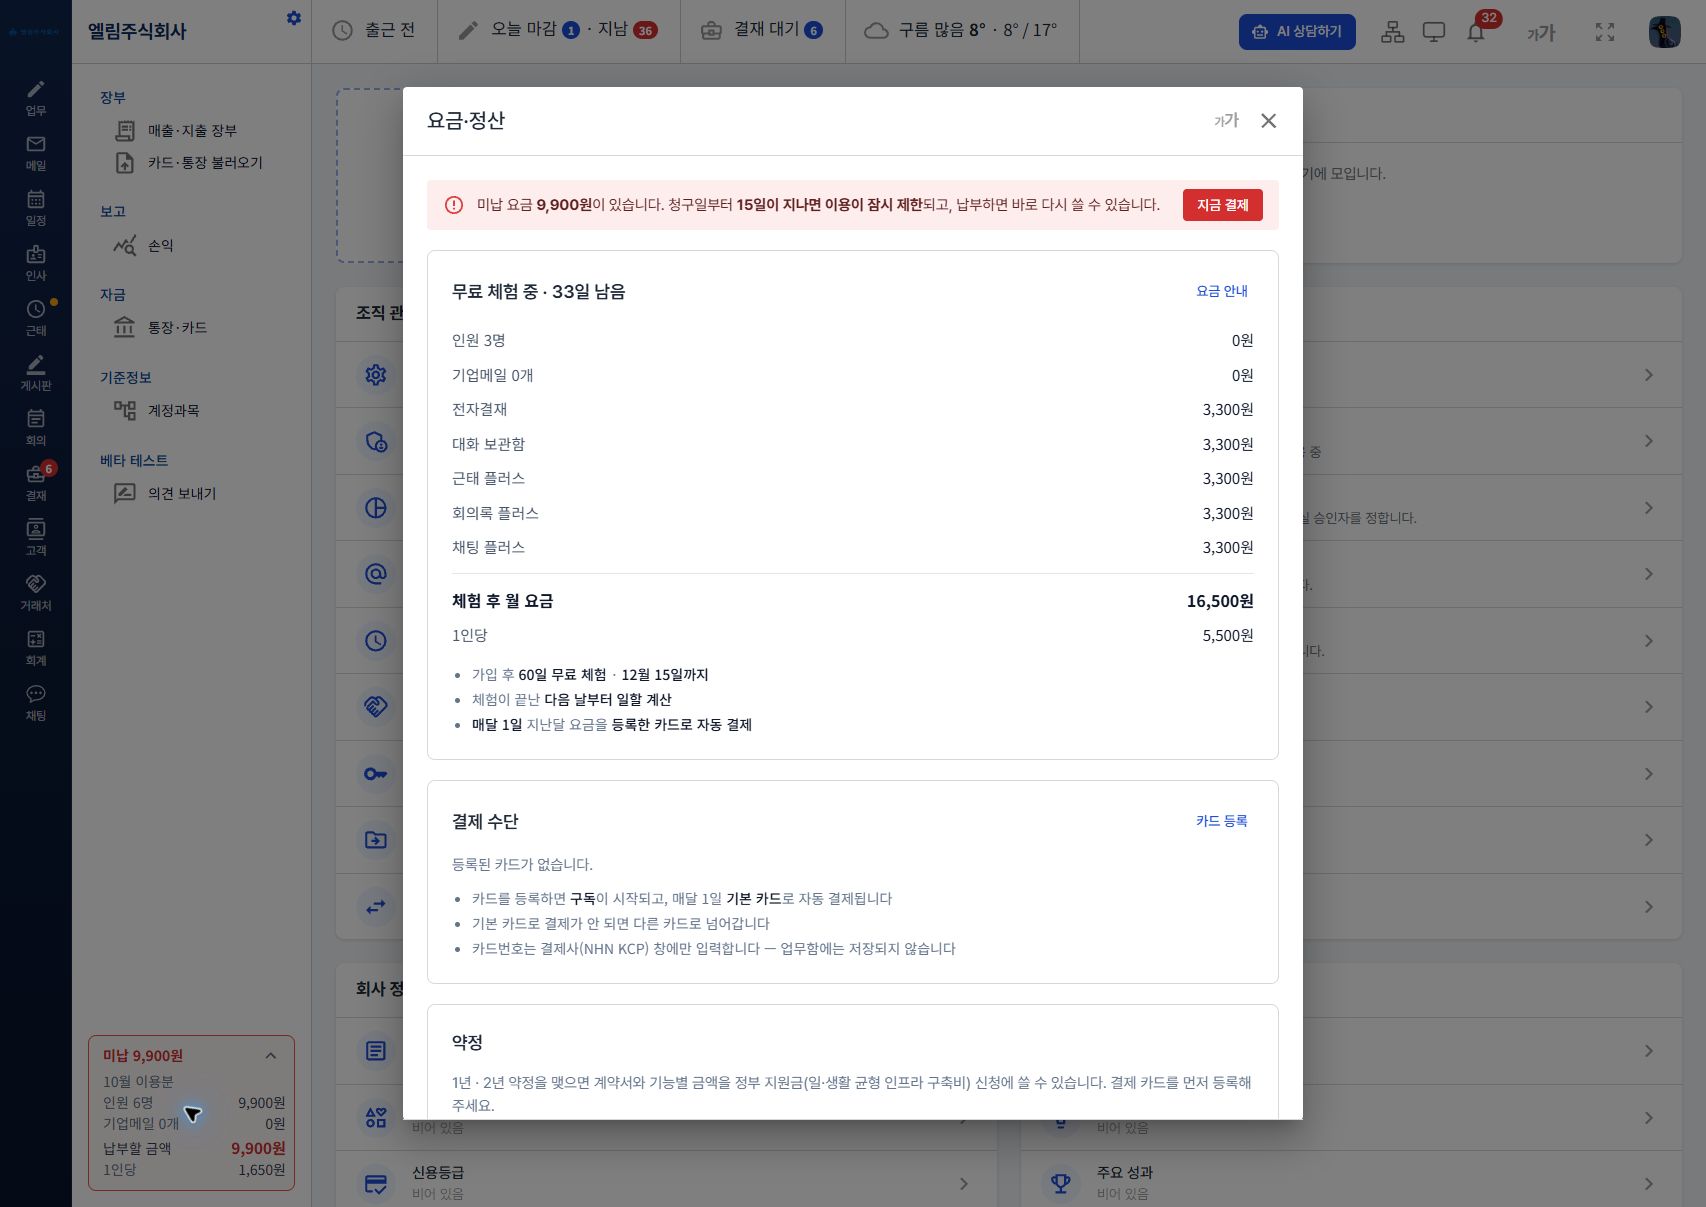 엘림주식회사
출근 전
오늘 마감 1 · 지남 36
결재 대기 6
구름 많음 8° · 8° / 17°
AI 상담하기
32
가가
업무
메일
일정
인사
근태
게시판
회의
6
결재
고객
거래처
회계
채팅
장부
매출·지출 장부
카드·통장 불러오기
보고
손익
자금
통장·카드
기준정보
계정과목
베타 테스트
의견 보내기
미납 9,900원
10월 이용분
인원 6명 9,900원
기업메일 0개 0원
납부할 금액 9,900원
1인당 1,650원
요금·정산
가가
미납 요금 9,900원이 있습니다. 청구일부터 15일이 지나면 이용이 잠시 제한되고, 납부하면 바로 다시 쓸 수 있습니다.
지금 결제
무료 체험 중 · 33일 남음
요금 안내
인원 3명 0원
기업메일 0개 0원
전자결재 3,300원
대화 보관함 3,300원
근태 플러스 3,300원
회의록 플러스 3,300원
채팅 플러스 3,300원
체험 후 월 요금 16,500원
1인당 5,500원
• 가입 후 60일 무료 체험 · 12월 15일까지
• 체험이 끝난 다음 날부터 일할 계산
• 매달 1일 지난달 요금을 등록한 카드로 자동 결제
결제 수단
카드 등록
등록된 카드가 없습니다.
• 카드를 등록하면 구독이 시작되고, 매달 1일 기본 카드로 자동 결제됩니다
• 기본 카드로 결제가 안 되면 다른 카드로 넘어갑니다
• 카드번호는 결제사(NHN KCP) 창에만 입력합니다 — 업무함에는 저장되지 않습니다
약정
1년 · 2년 약정을 맺으면 계약서와 기능별 금액을 정부 지원금(일·생활 균형 인프라 구축비) 신청에 쓸 수 있습니다. 결제 카드를 먼저 등록해
주세요.
모입니다.
조직 관
중
승인자를 정합니다.
회사 정
비어 있음
비어 있음
신용등급
비어 있음
주요 성과
비어 있음